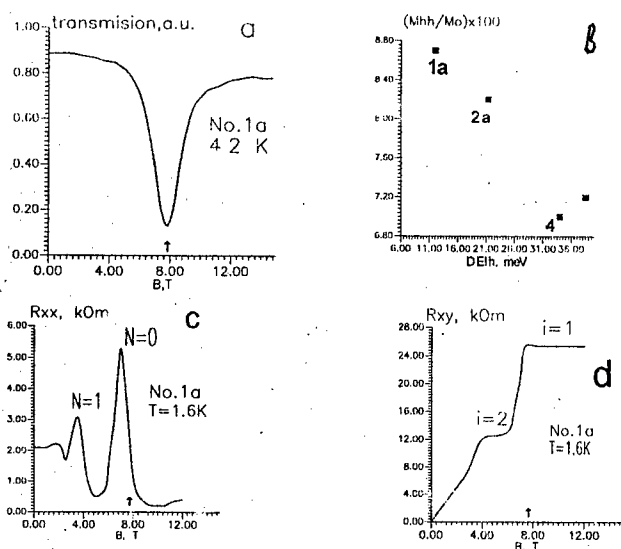 transmision,a.u.
a
1.00
0.80
0.60
0.40
0.20
0.00
No.1a
4 2 K
0.00 4.00 8.00 12.00
B,T
(Mhh/Mo)x100
b
8.80
8.40
8.00
7.60
7.20
6.80
1a
2a
4
6.00 11.00 16.00 21.00 26.00 31.00 36.00
DElh, meV
Rxx, kOm
c
6.00
5.00
4.00
3.00
2.00
1.00
0.00
N=1
N=0
No.1a
T=1.6K
0.00 4.00 8.00 12.00
B, T
Rxy, kOm
d
28.00
24.00
20.00
16.00
12.00
8.00
4.00
0.00
i=1
i=2
No.1a
T=1.6K
0.00 4.00 8.00 12.00
B, T